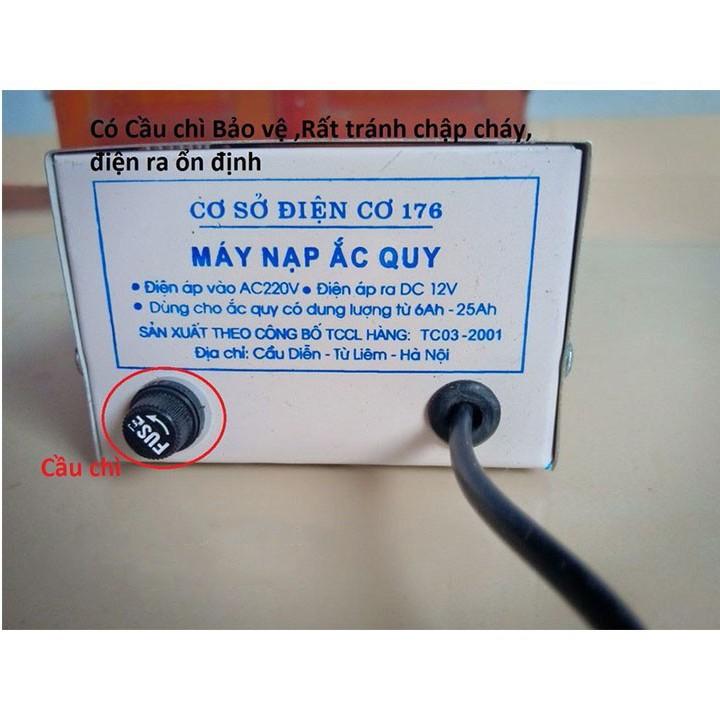 Có Cầu chì Bảo vệ ,Rất tránh chập cháy,
điện ra ổn định
CƠ SỞ ĐIỆN CƠ 176
MÁY NẠP ẮC QUY
• Điện áp vào AC220V • Điện áp ra DC 12V
• Dùng cho ắc quy có dung lượng từ 6Ah - 25Ah
SẢN XUẤT THEO CÔNG BỐ TCCL HÀNG: TC03-2001
Địa chỉ: Cầu Diễn - Từ Liêm - Hà Nội
FUSE
Cầu chì